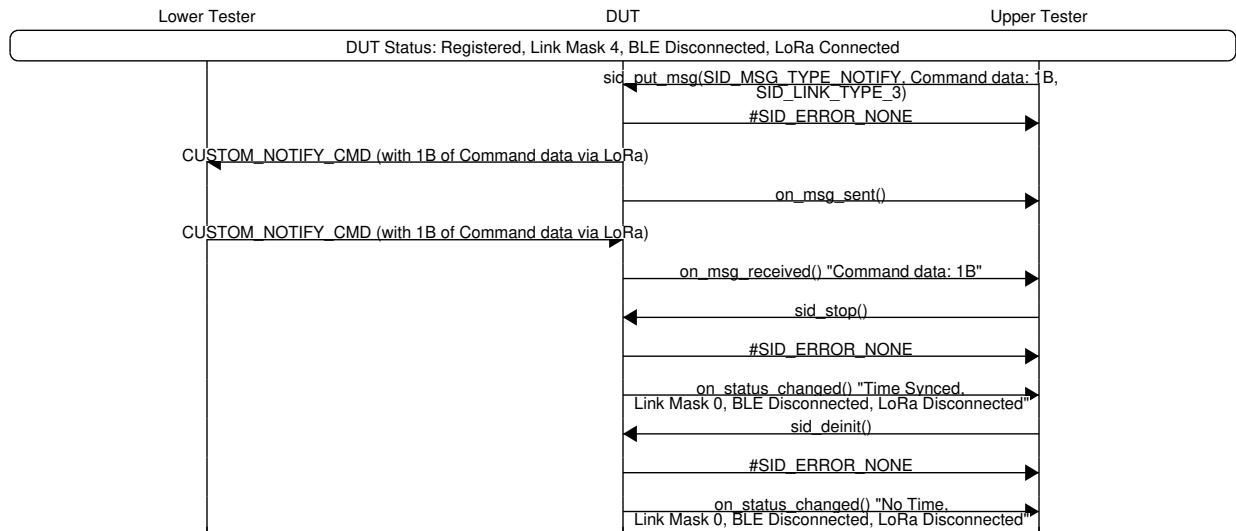 Lower Tester
DUT
Upper Tester
DUT Status: Registered, Link Mask 4, BLE Disconnected, LoRa Connected
sid_put_msg(SID_MSG_TYPE_NOTIFY, Command data: 1B,
SID_LINK_TYPE_3)
#SID_ERROR_NONE
CUSTOM_NOTIFY_CMD (with 1B of Command data via LoRa)
on_msg_sent()
CUSTOM_NOTIFY_CMD (with 1B of Command data via LoRa)
on_msg_received() "Command data: 1B"
sid_stop()
#SID_ERROR_NONE
on_status_changed() "Time Synced,
Link Mask 0, BLE Disconnected, LoRa Disconnected"
sid_deinit()
#SID_ERROR_NONE
on_status_changed() "No Time,
Link Mask 0, BLE Disconnected, LoRa Disconnected"